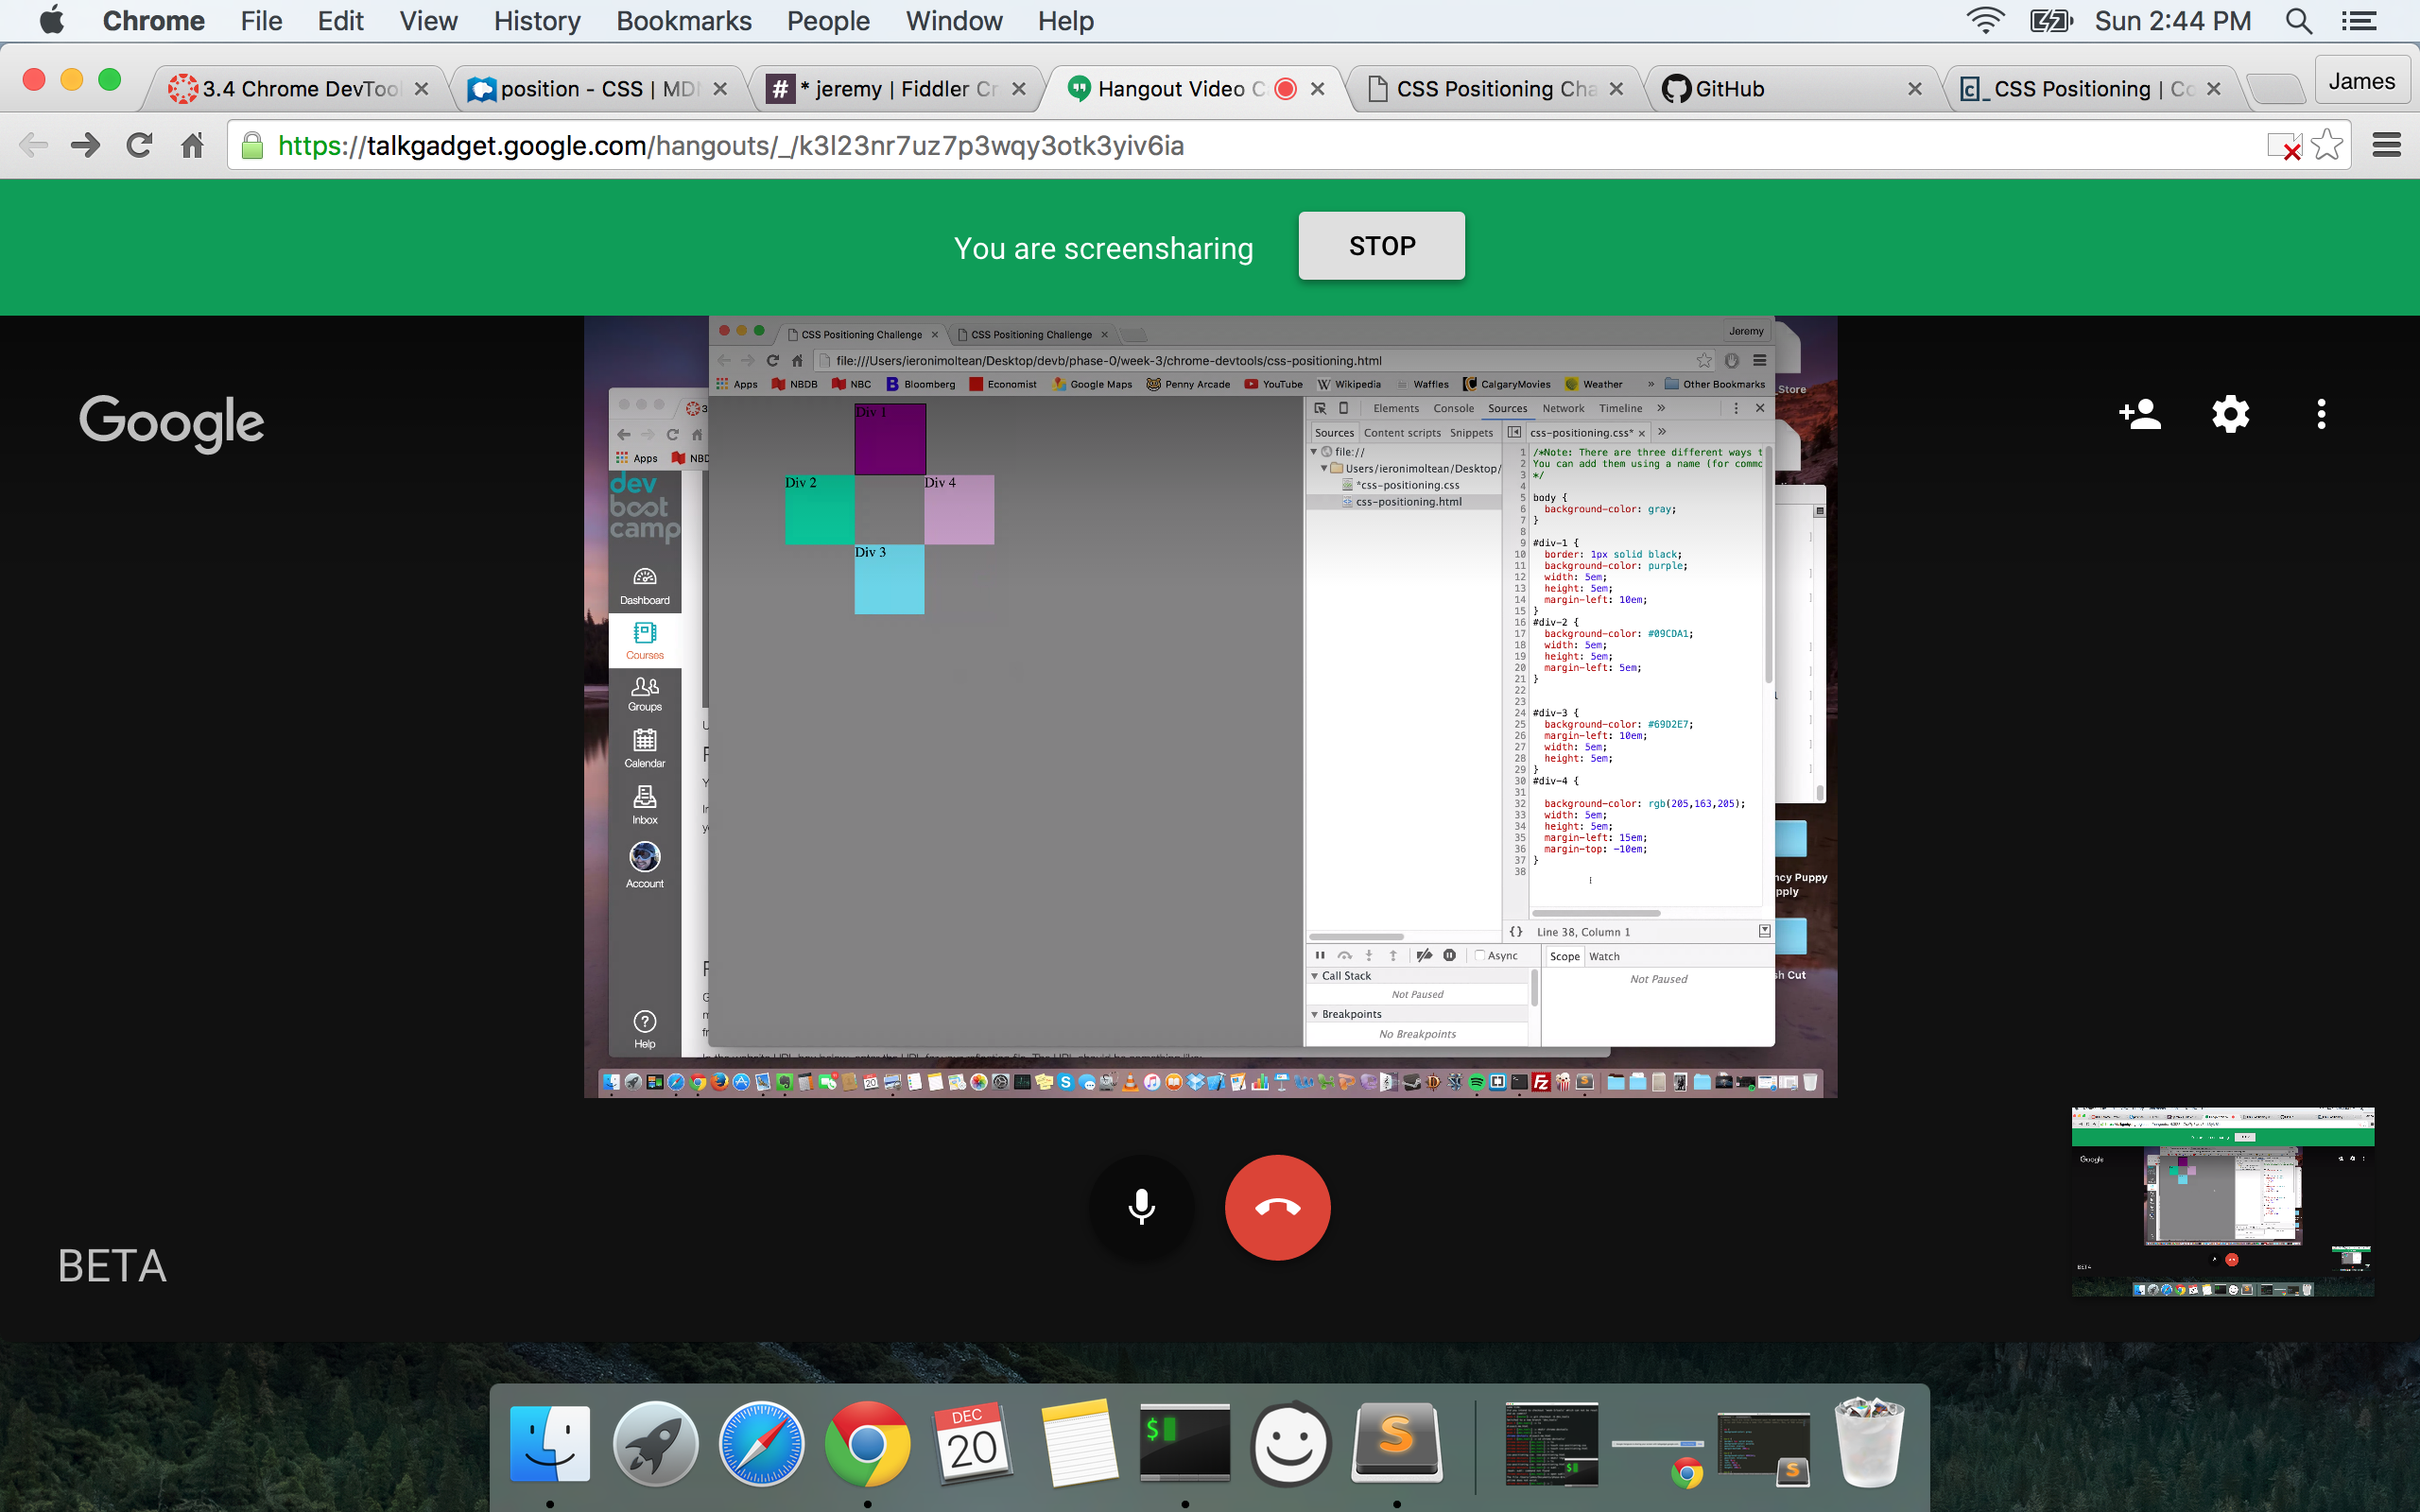 Chrome File Edit View History Bookmarks People Window Help Sun 2:44 PM
3.4 Chrome DevTool position - CSS | MD * jeremy | Fiddler Cr Hangout Video C CSS Positioning Cha GitHub c_ CSS Positioning | Co James
https://talkgadget.google.com/hangouts/_/k3l23nr7uz7p3wqy3otk3yiv6ia
You are screensharing STOP
Google
CSS Positioning Challenge CSS Positioning Challenge Jeremy
file:///Users/ieronimoltean/Desktop/devb/phase-0/week-3/chrome-devtools/css-positioning.html
Apps NBDB NBC Bloomberg Economist Google Maps Penny Arcade YouTube Wikipedia Waffles CalgaryMovies Weather » Other Bookmarks
Store
Apps NBD
dev
boot
camp
Dashboard
Courses
Groups
Calendar
Inbox
Account
Help
Div 1
Div 2
Div 4
Div 3
Elements Console Sources Network Timeline »
Sources Content scripts Snippets css-positioning.css* »
file://
Users/ieronimoltean/Desktop/
*css-positioning.css
css-positioning.html
1 /*Note: There are three different ways t
2 You can add them using a name (for commo
3 */
4
5 body {
6 background-color: gray;
7 }
8
9 #div-1 {
10 border: 1px solid black;
11 background-color: purple;
12 width: 5em;
13 height: 5em;
14 margin-left: 10em;
15 }
16 #div-2 {
17 background-color: #09CDA1;
18 width: 5em;
19 height: 5em;
20 margin-left: 5em;
21 }
22
23
24 #div-3 {
25 background-color: #69D2E7;
26 margin-left: 10em;
27 width: 5em;
28 height: 5em;
29 }
30 #div-4 {
31
32 background-color: rgb(205,163,205);
33 width: 5em;
34 height: 5em;
35 margin-left: 15em;
36 margin-top: -10em;
37 }
38
{} Line 38, Column 1
Async Scope Watch
Call Stack
Not Paused
Not Paused
Breakpoints
No Breakpoints
ncy Puppy
pply
sh Cut
BETA
DEC
20